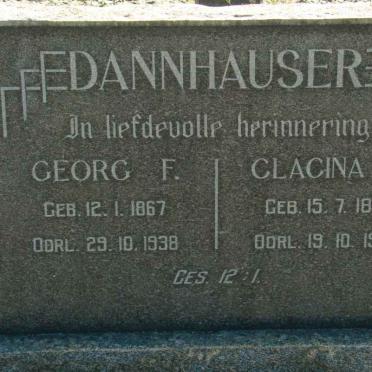 DANNHAUSER
In liefdevolle herinnering
GEORG F. GLACINA
GEB. 12. 1. 1867 GEB. 15. 7. 18
OORL. 29. 10. 1938 OORL. 19. 10. 19
GES. 12:1.